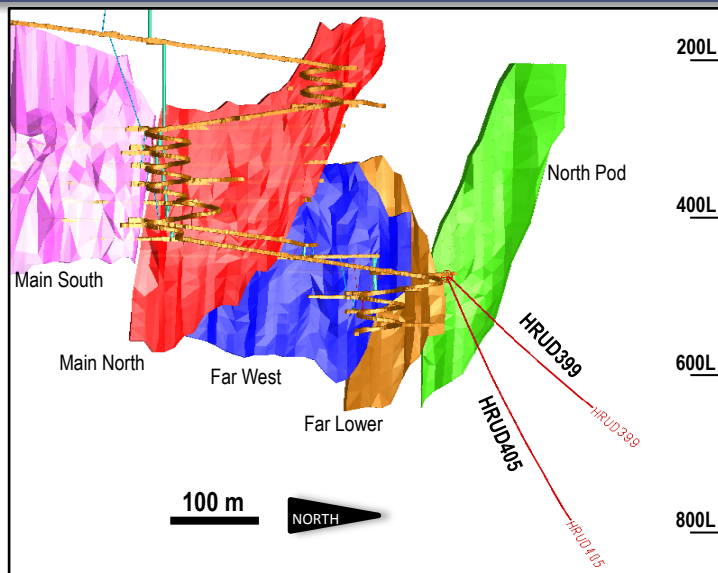 200L
North Pod
400L
Main South
HRUD399
Main North
Far West
600L
HRUD399
Far Lower
HRUD405
100 m
NORTH
800L
HRUD405